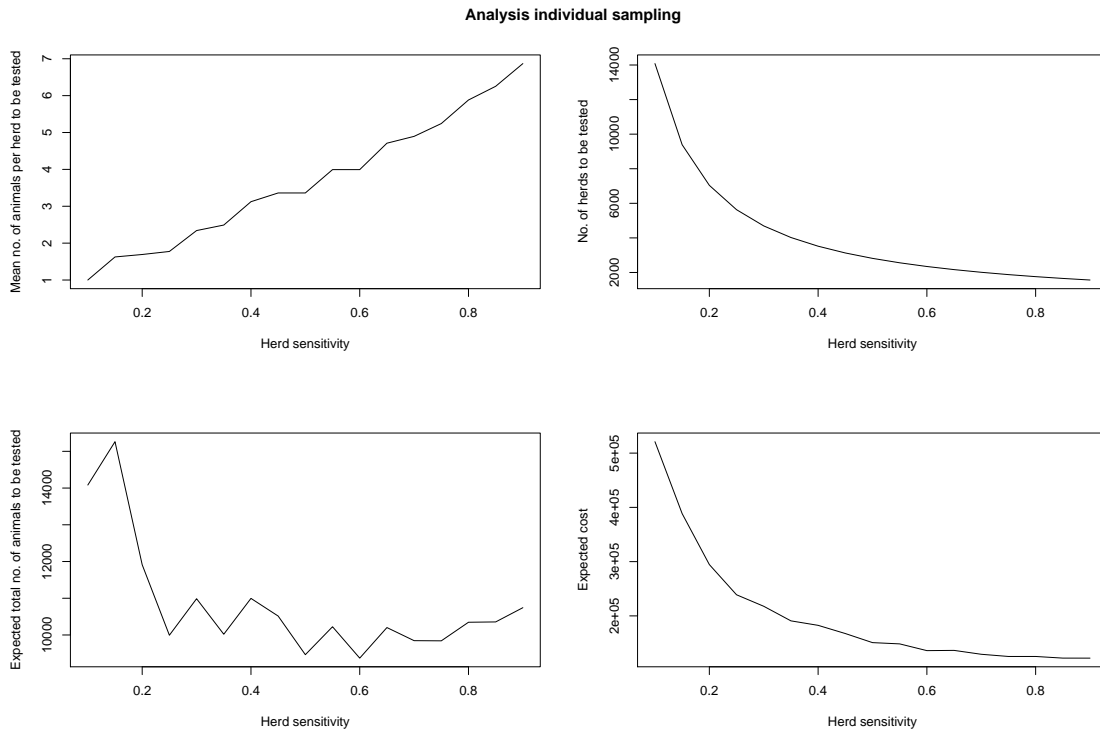 Analysis individual sampling
Mean no. of animals per herd to be tested
7
6
5
4
3
2
1
0.2 0.4 0.6 0.8
Herd sensitivity
No. of herds to be tested
14000
10000
6000
2000
0.2 0.4 0.6 0.8
Herd sensitivity
Expected total no. of animals to be tested
14000
12000
10000
0.2 0.4 0.6 0.8
Herd sensitivity
Expected cost
5e+05
4e+05
3e+05
2e+05
0.2 0.4 0.6 0.8
Herd sensitivity